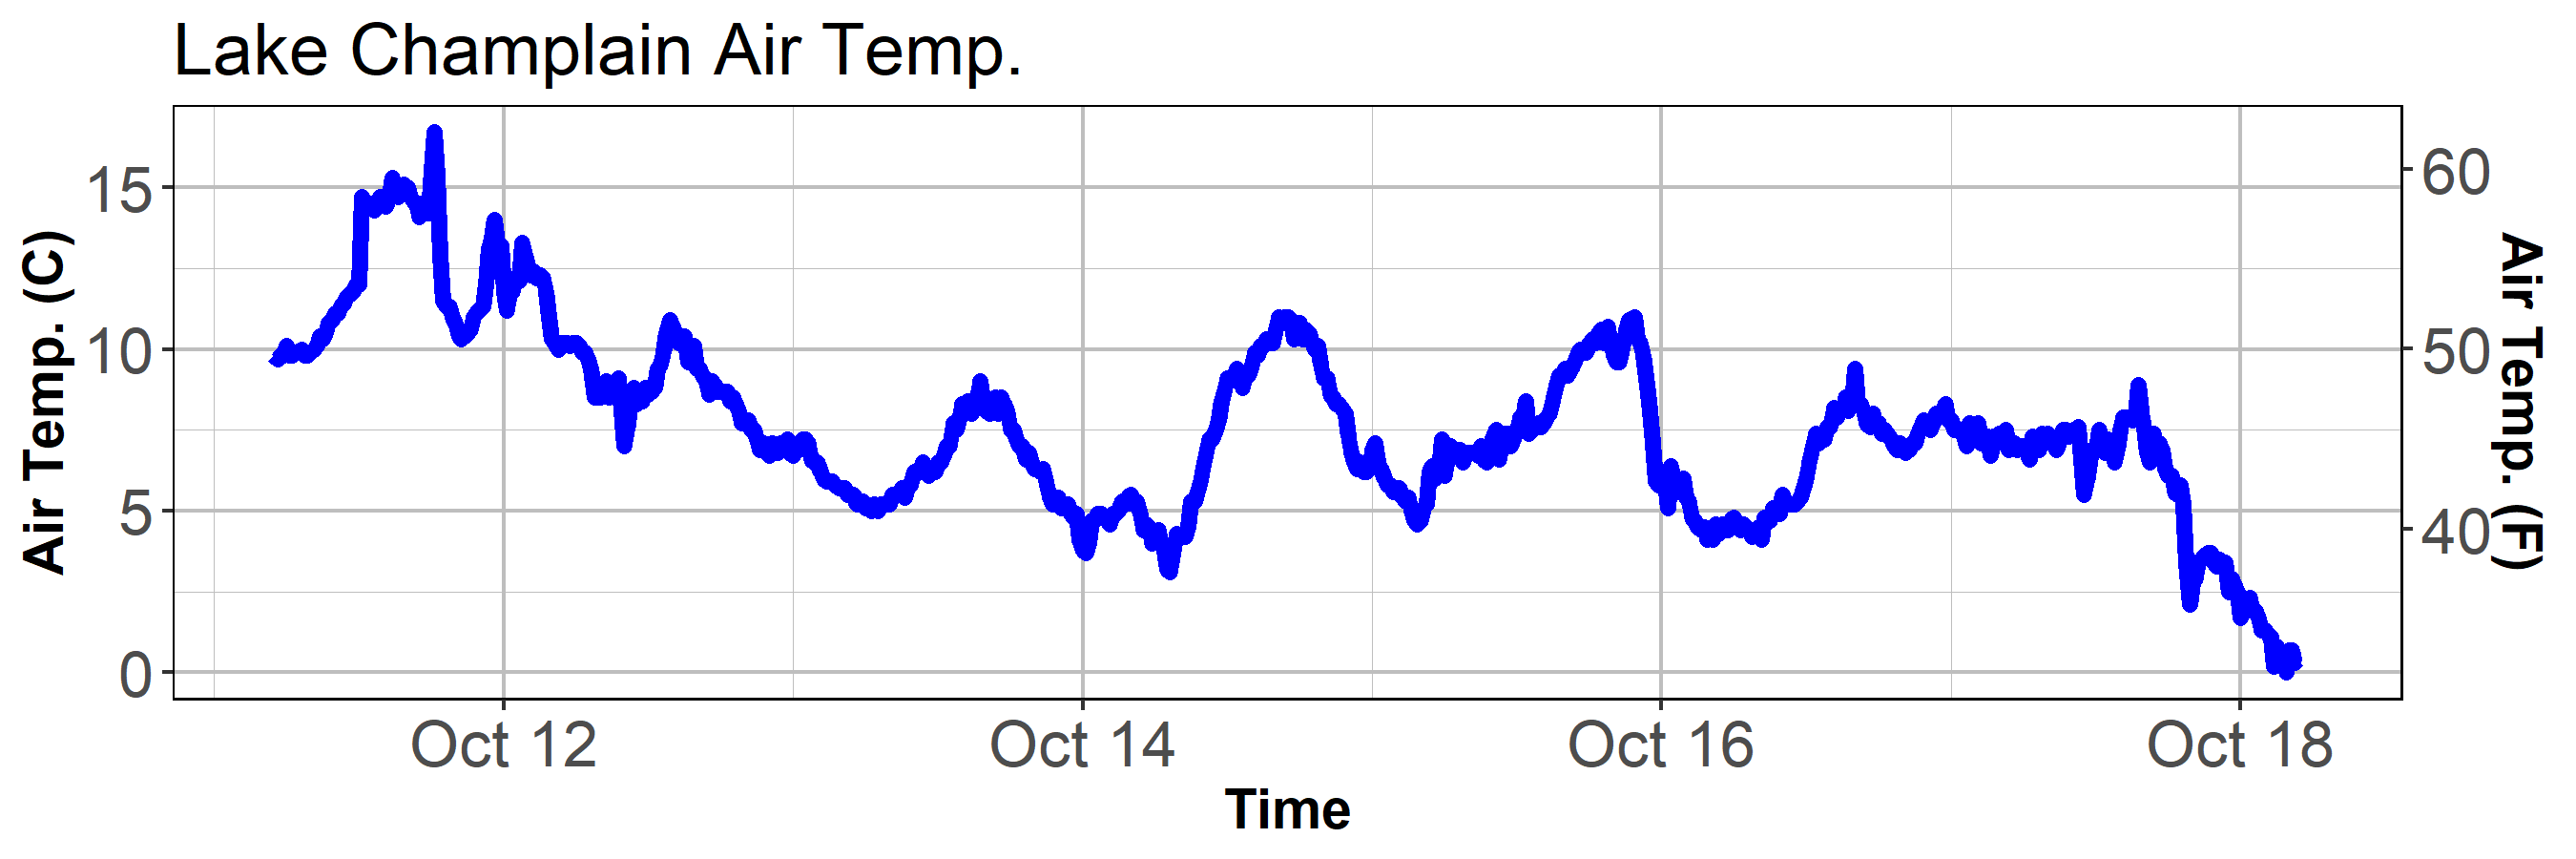 Lake Champlain Air Temp.
Air Temp. (C)
15
10
5
0
60
50
40
Air Temp. (F)
Oct 12
Oct 14
Oct 16
Oct 18
Time